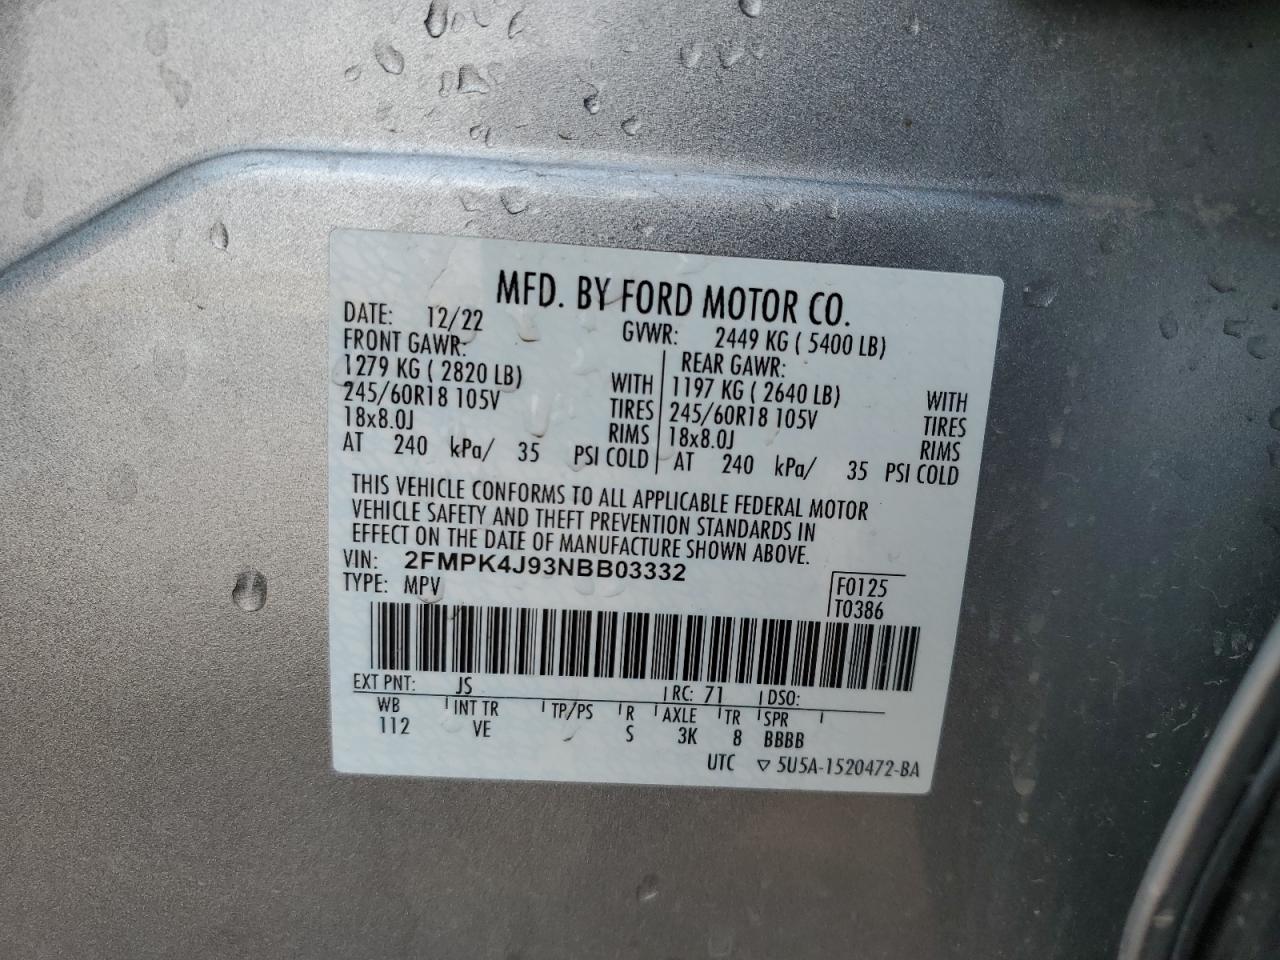 MFD. BY FORD MOTOR CO.
DATE: 12/22 GVWR: 2449 KG ( 5400 LB)
FRONT GAWR: REAR GAWR:
1279 KG ( 2820 LB) WITH 1197 KG ( 2640 LB) WITH
245/60R18 105V TIRES 245/60R18 105V TIRES
18x8.0J RIMS 18x8.0J RIMS
AT 240 kPa/ 35 PSI COLD AT 240 kPa/ 35 PSI COLD
THIS VEHICLE CONFORMS TO ALL APPLICABLE FEDERAL MOTOR
VEHICLE SAFETY AND THEFT PREVENTION STANDARDS IN
EFFECT ON THE DATE OF MANUFACTURE SHOWN ABOVE.
VIN: 2FMPK4J93NBB03332
TYPE: MPV
F0125
T0386
EXT PNT: JS RC: 71 DSO:
WB INT TR TP/PS R AXLE TR SPR
112 VE S 3K 8 BBBB
UTC ▽ 5U5A-1520472-BA